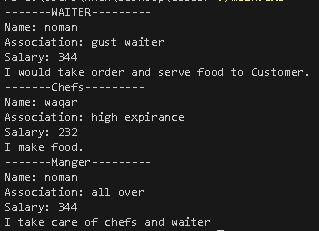 -------WAITER---------
Name: noman
Association: gust waiter
Salary: 344
I would take order and serve food to Customer.
-------Chefs---------
Name: waqar
Association: high expirance
Salary: 232
I make food.
-------Manger---------
Name: noman
Association: all over
Salary: 344
I take care of chefs and waiter